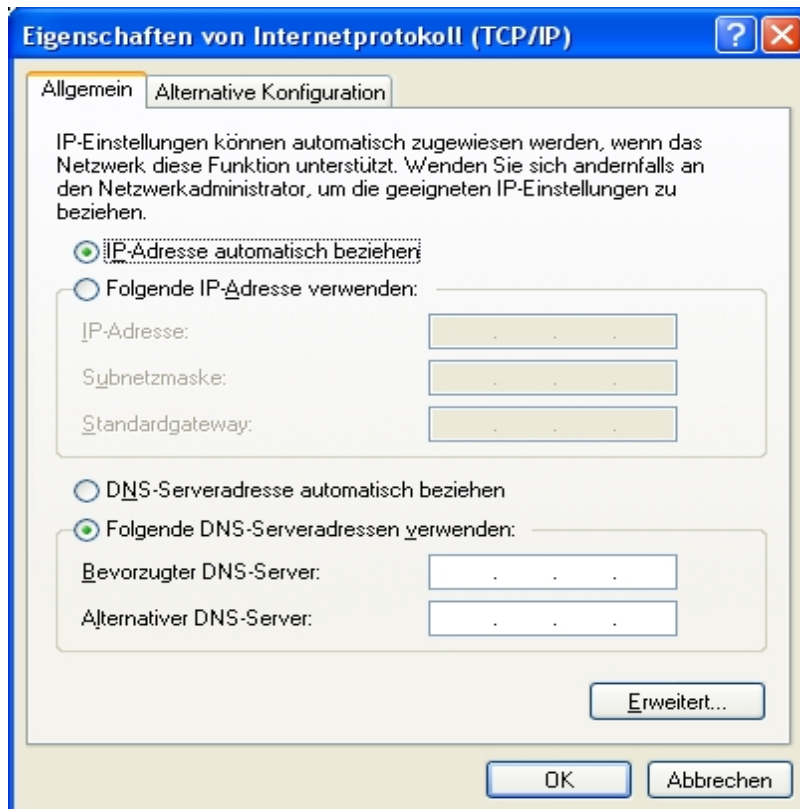 Eigenschaften von Internetprotokoll (TCP/IP)
Allgemein
Alternative Konfiguration
IP-Einstellungen können automatisch zugewiesen werden, wenn das
Netzwerk diese Funktion unterstützt. Wenden Sie sich andernfalls an
den Netzwerkadministrator, um die geeigneten IP-Einstellungen zu
beziehen.
IP-Adresse automatisch beziehen
Folgende IP-Adresse verwenden:
IP-Adresse:
Subnetzmaske:
Standardgateway:
DNS-Serveradresse automatisch beziehen
Folgende DNS-Serveradressen verwenden:
Bevorzugter DNS-Server:
Alternativer DNS-Server:
Erweitert...
OK
Abbrechen